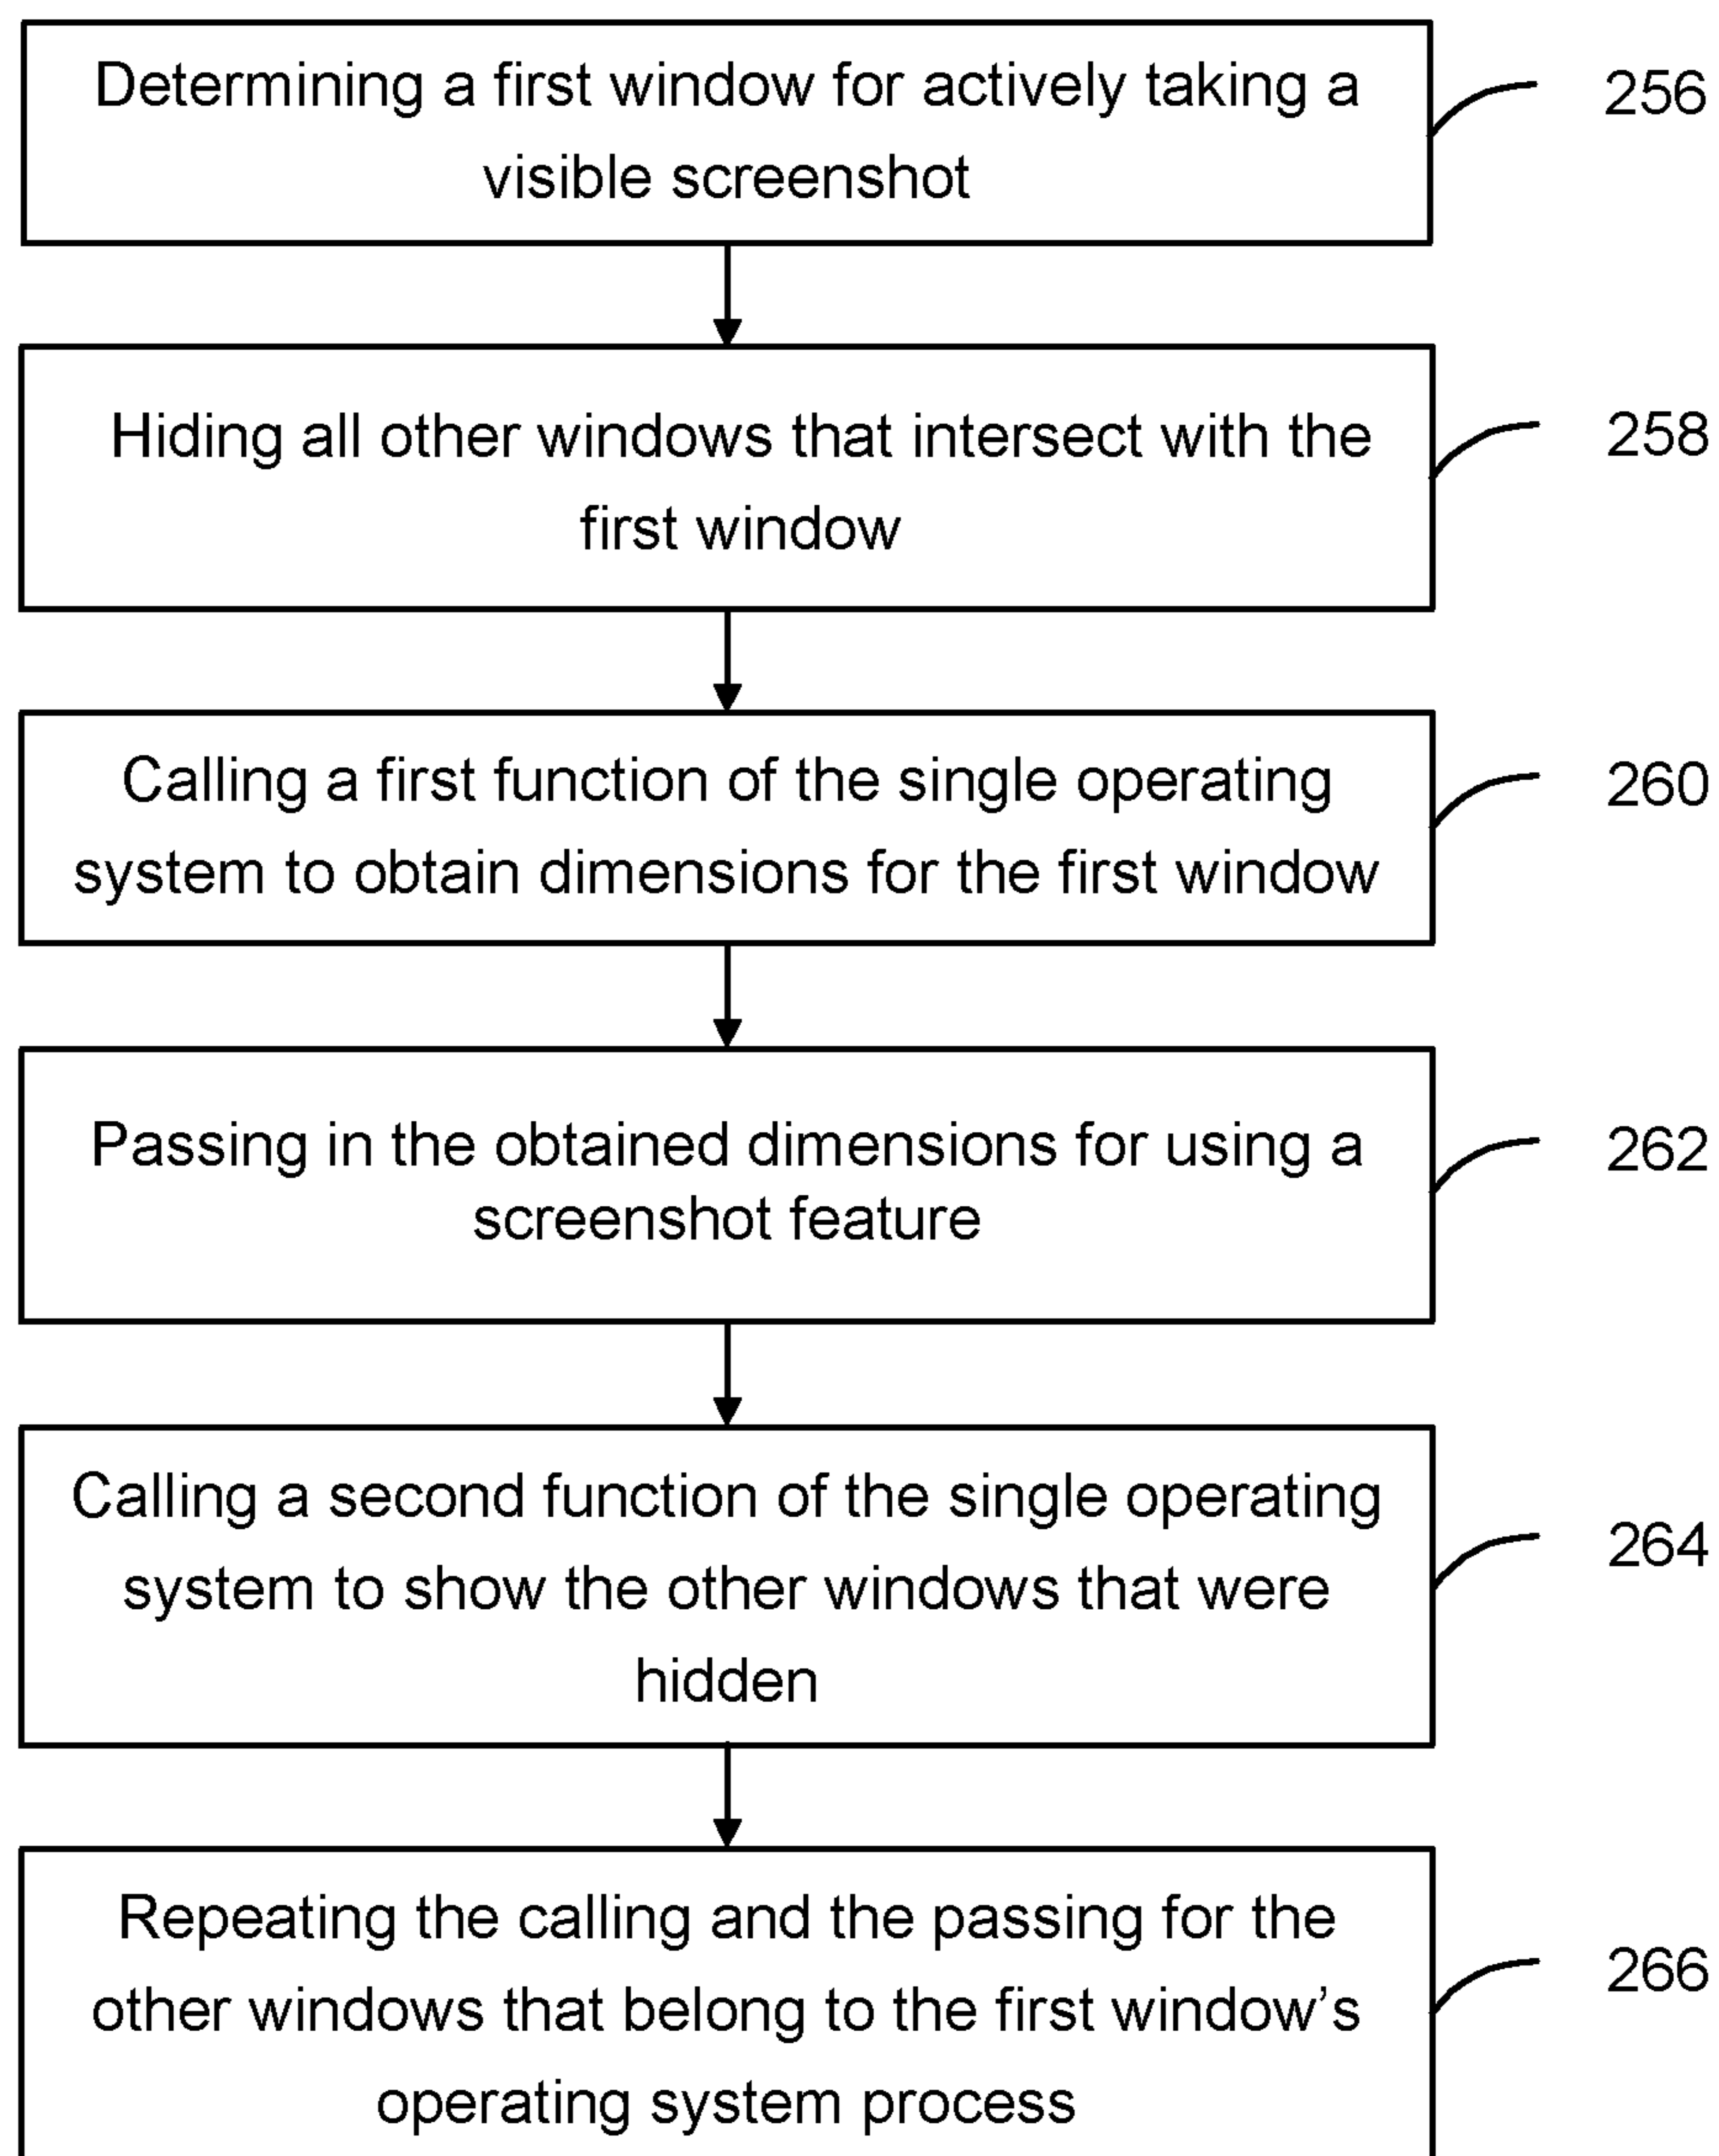 Determining a first window for actively taking a
visible screenshot
256
Hiding all other windows that intersect with the
first window
258
Calling a first function of the single operating
system to obtain dimensions for the first window
260
Passing in the obtained dimensions for using a
screenshot feature
262
Calling a second function of the single operating
system to show the other windows that were
hidden
264
Repeating the calling and the passing for the
other windows that belong to the first window’s
operating system process
266